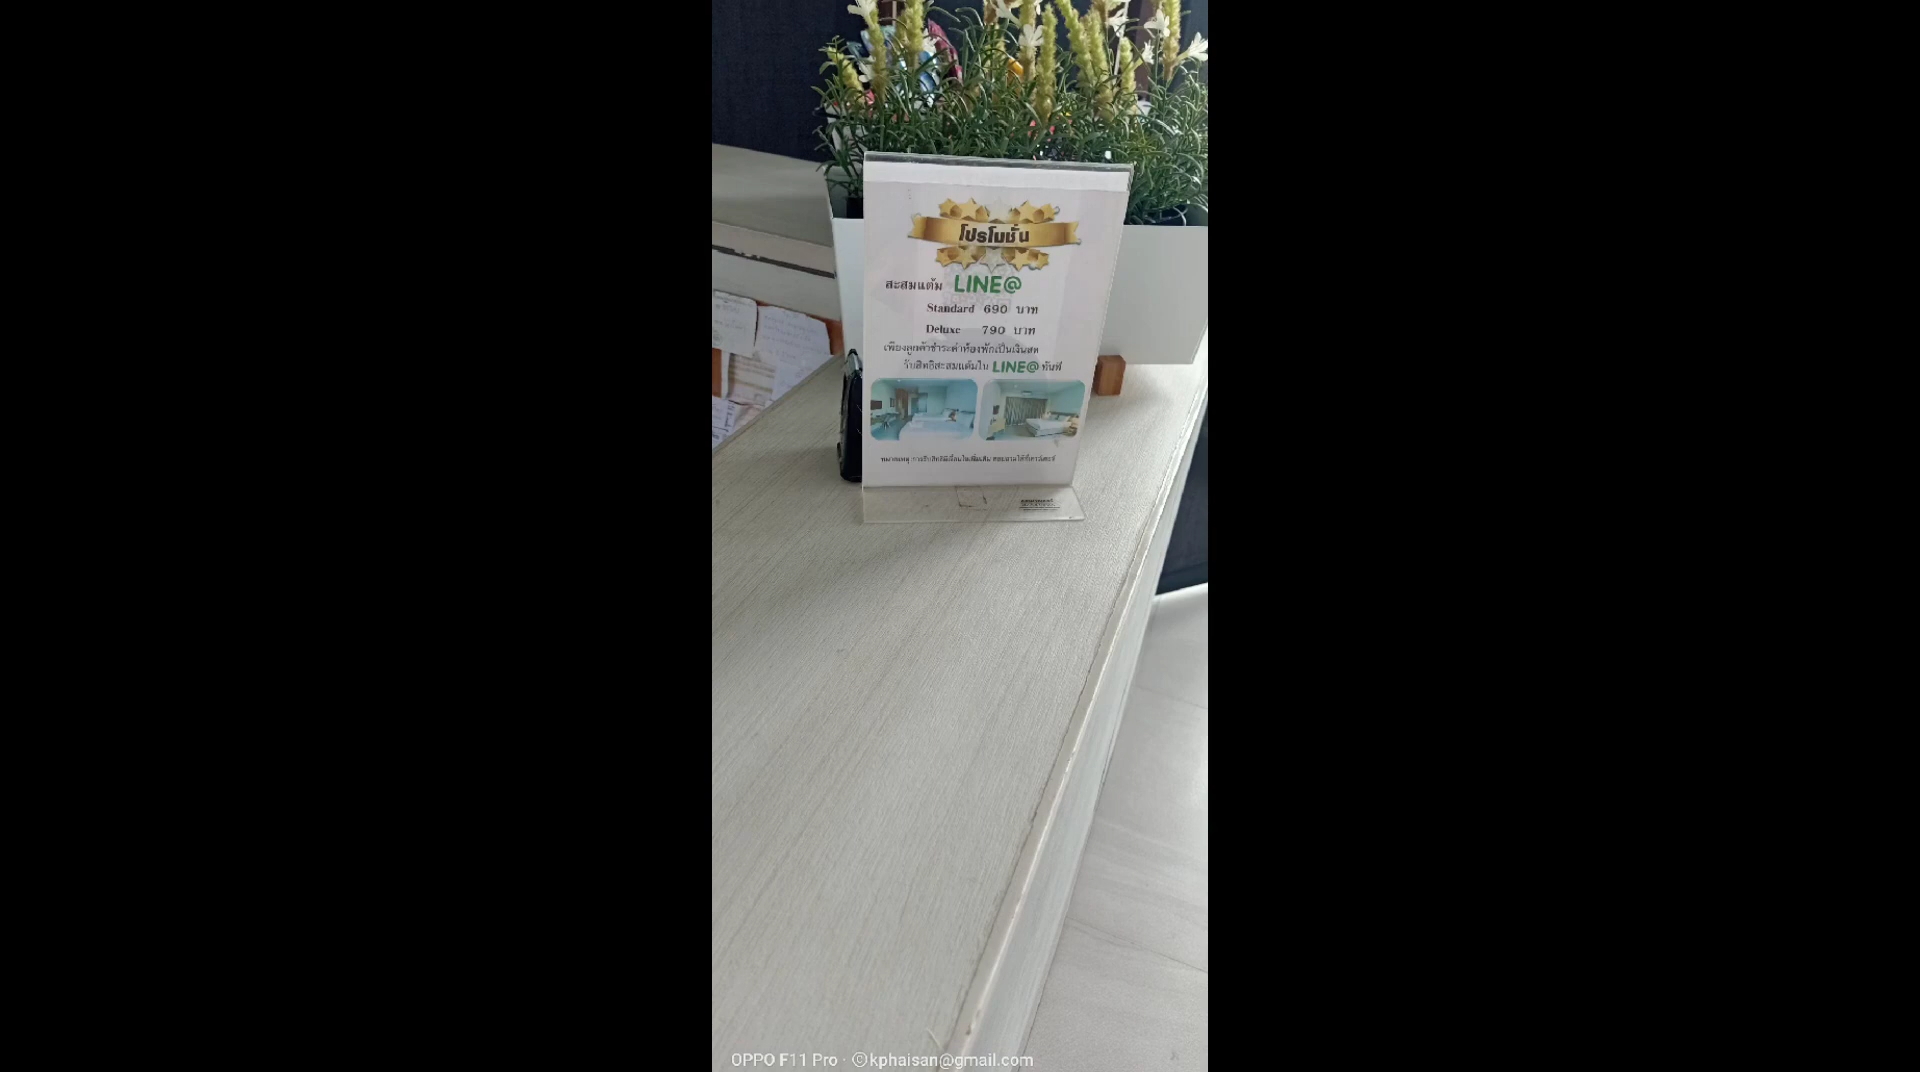 โปรโมชั่น
สะสมแต้ม LINE@
Standard 690 บาท
Deluxe 790 บาท
เพียงลูกค้าชำระค่าห้องพักเป็นเงินสด
รับสิทธิสะสมแต้มใน LINE@ ทันที
OPPO F11 Pro · ©kphaisan@gmail.com